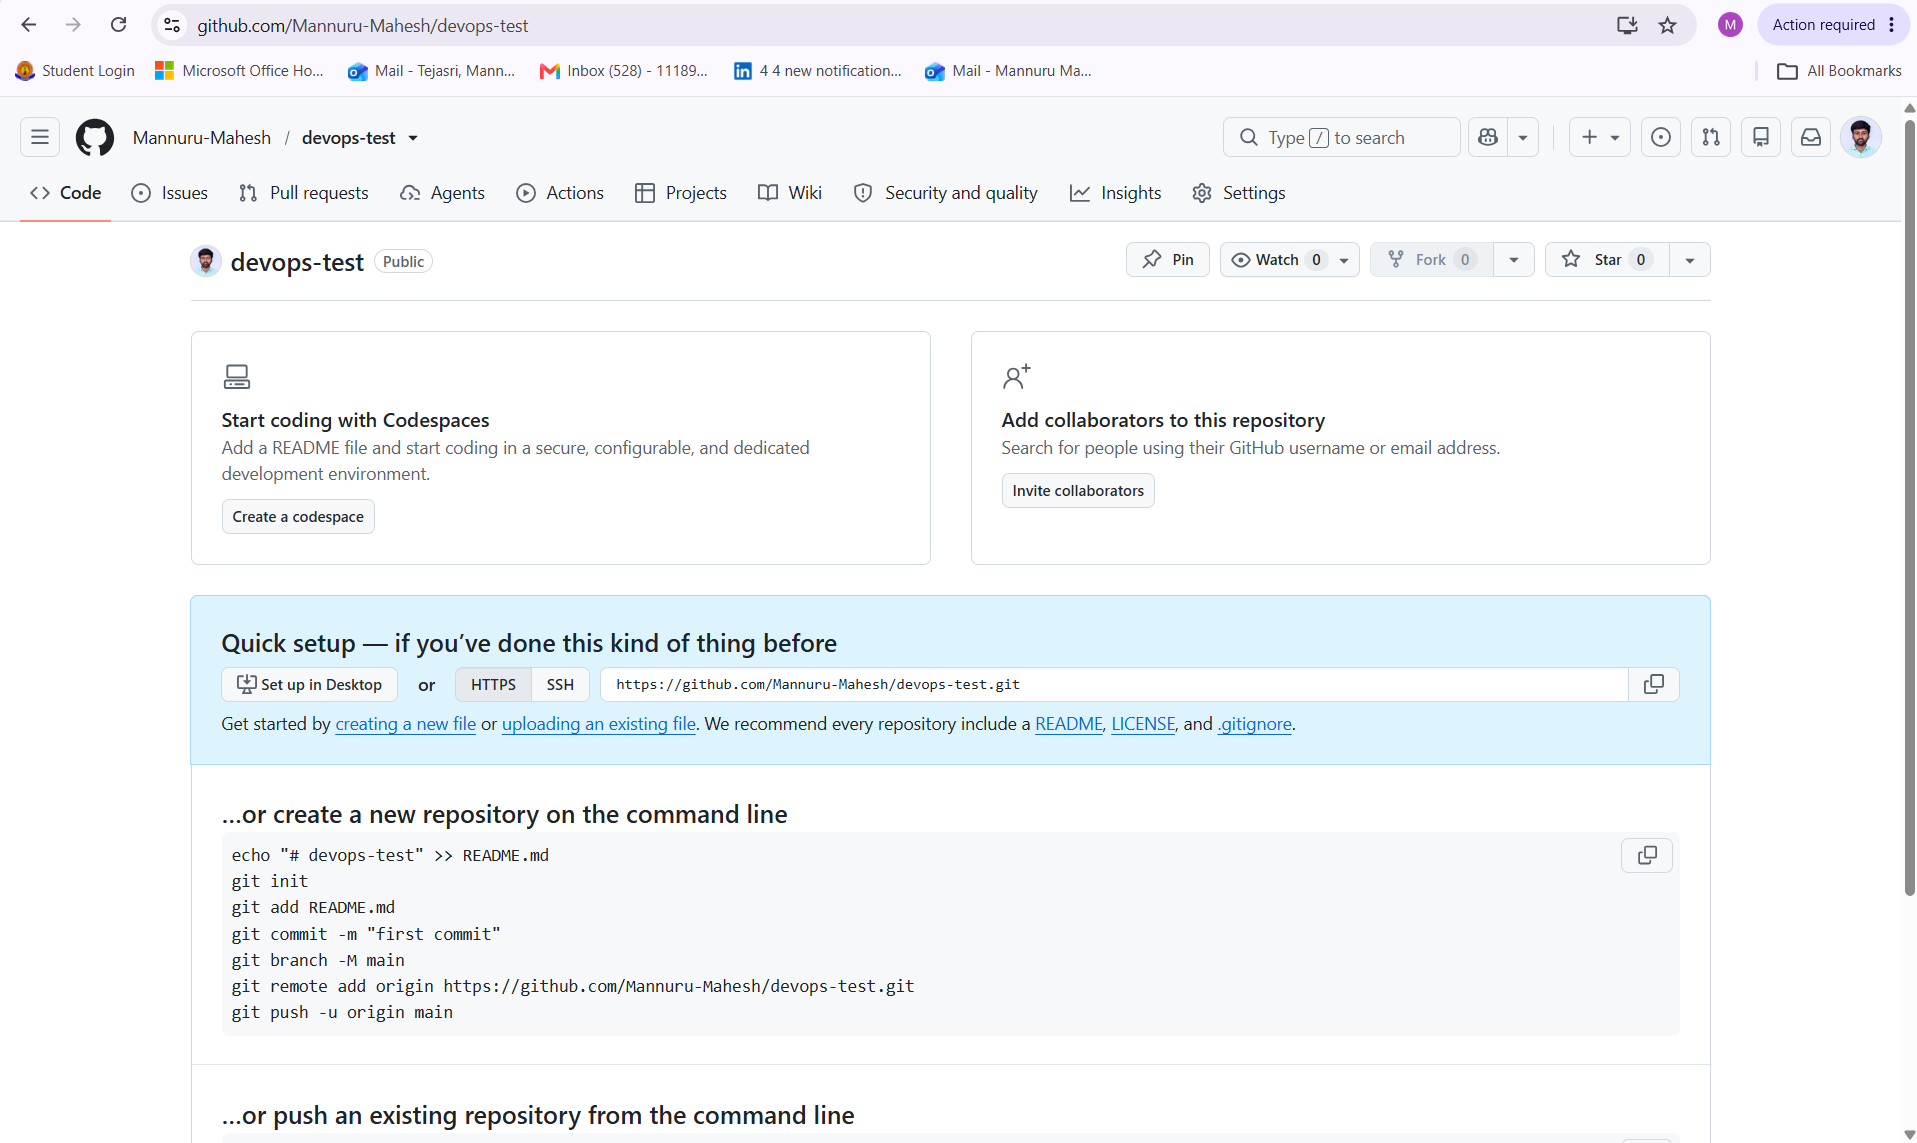 github.com/Mannuru-Mahesh/devops-test
M
Action required
Student Login
Microsoft Office Ho...
Mail - Tejasri, Mann...
Inbox (528) - 11189...
4 4 new notification...
Mail - Mannuru Ma...
All Bookmarks
Mannuru-Mahesh / devops-test
Type / to search
Code
Issues
Pull requests
Agents
Actions
Projects
Wiki
Security and quality
Insights
Settings
devops-test Public
Pin
Watch 0
Fork 0
Star 0
Start coding with Codespaces
Add a README file and start coding in a secure, configurable, and dedicated
development environment.
Create a codespace
Add collaborators to this repository
Search for people using their GitHub username or email address.
Invite collaborators
Quick setup — if you’ve done this kind of thing before
Set up in Desktop or HTTPS SSH https://github.com/Mannuru-Mahesh/devops-test.git
Get started by creating a new file or uploading an existing file. We recommend every repository include a README, LICENSE, and .gitignore.
…or create a new repository on the command line
echo "# devops-test" >> README.md
git init
git add README.md
git commit -m "first commit"
git branch -M main
git remote add origin https://github.com/Mannuru-Mahesh/devops-test.git
git push -u origin main
…or push an existing repository from the command line